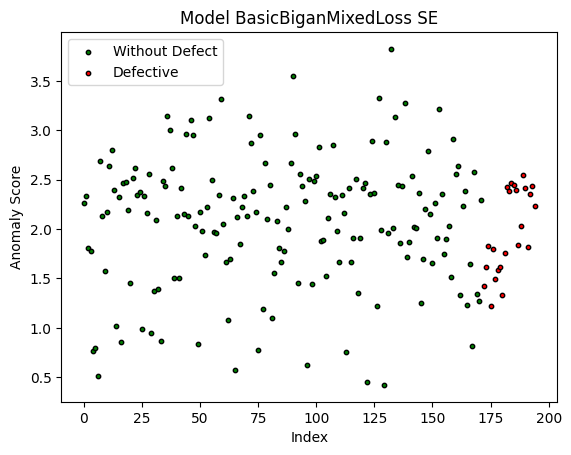 Model BasicBiganMixedLoss SE
Without Defect
Defective
Anomaly Score
3.5
3.0
2.5
2.0
1.5
1.0
0.5
0 25 50 75 100 125 150 175 200
Index